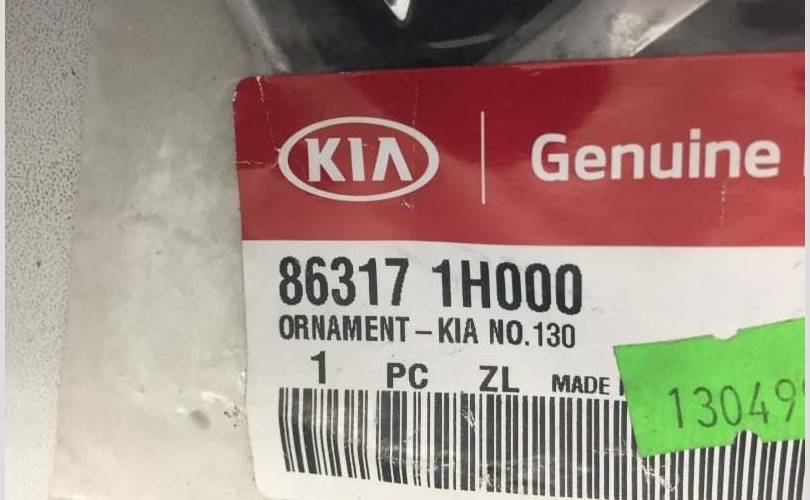 KIA Genuine
86317 1H000
ORNAMENT – KIA NO.130
1 PC ZL MADE
13049